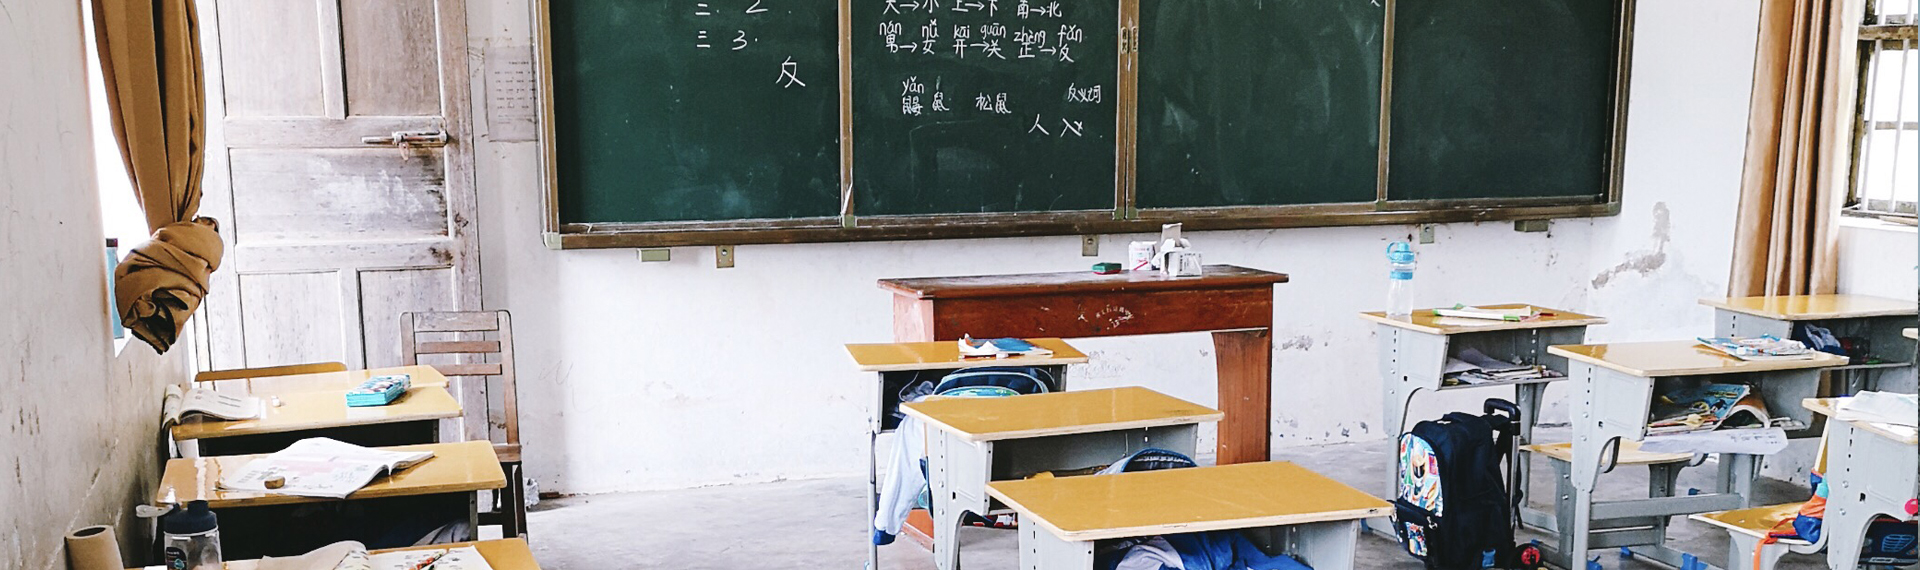 二. 2.
三 3.
反
大→小 上→下 南→北
nán nǚ kāi guān zhèng fǎn
男→女 开→关 正→反
yǎn
鼹鼠 松鼠 反义词
人 入